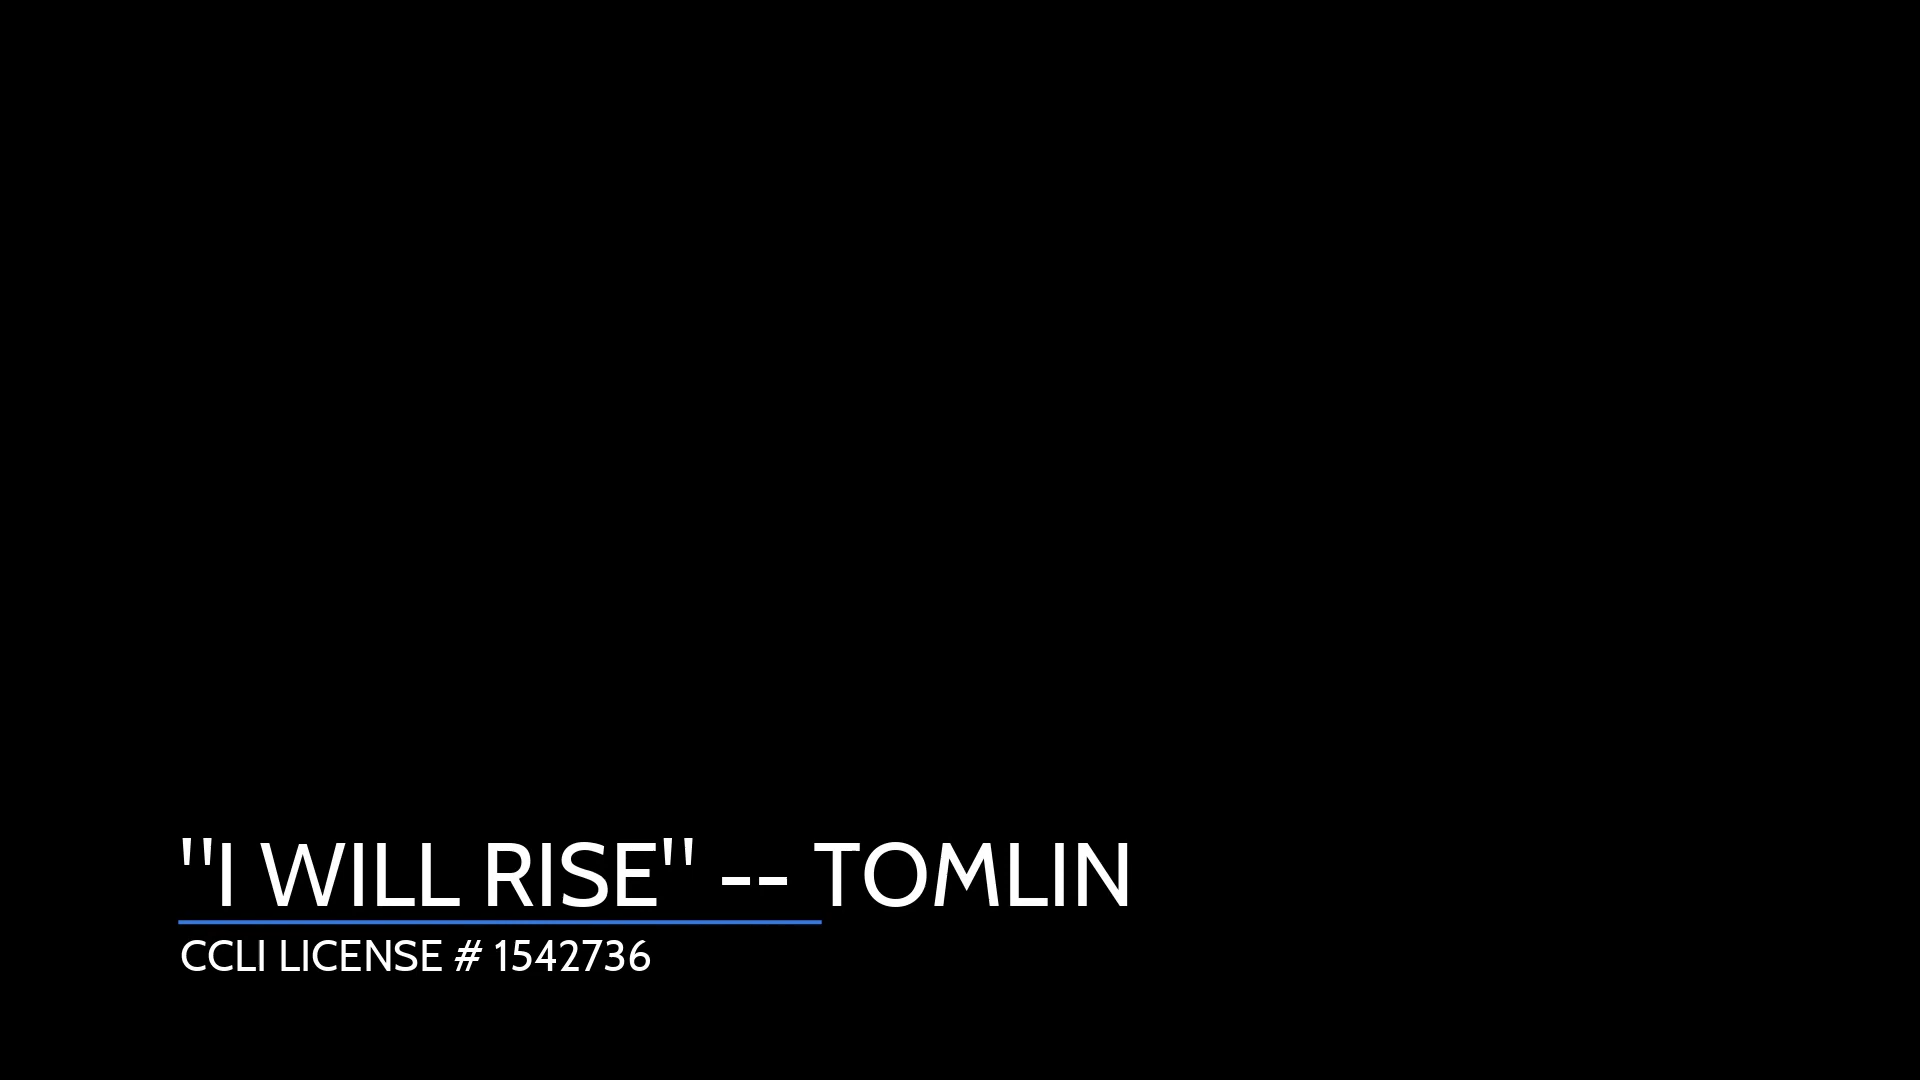 "I WILL RISE" -- TOMLIN
CCLI LICENSE # 1542736